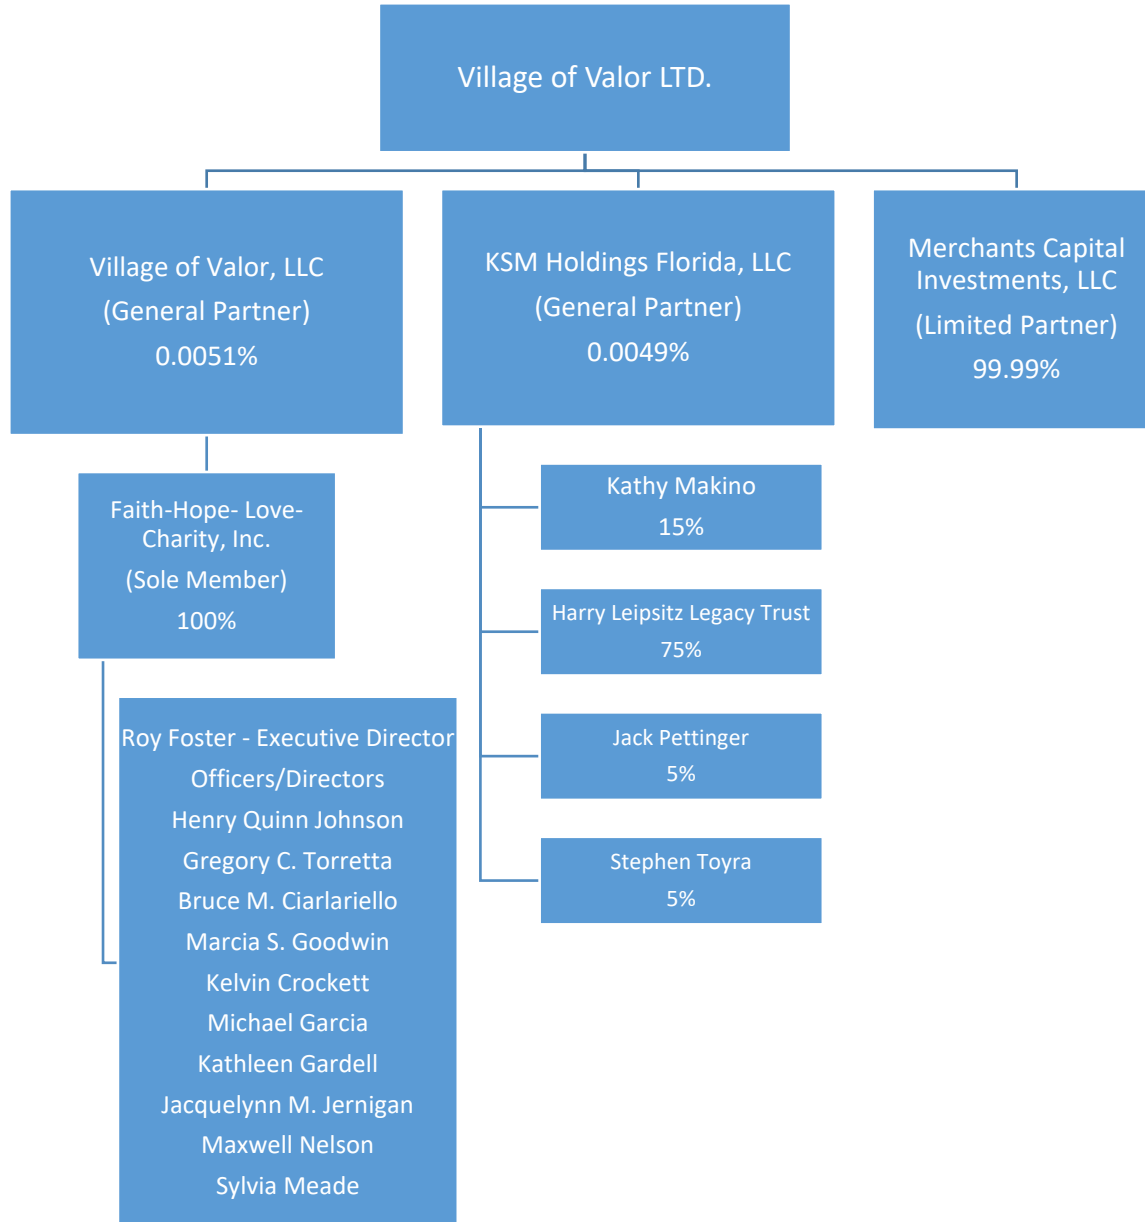 Village of Valor LTD.
Village of Valor, LLC
(General Partner)
0.0051%
KSM Holdings Florida, LLC
(General Partner)
0.0049%
Merchants Capital
Investments, LLC
(Limited Partner)
99.99%
Faith-Hope- Love-
Charity, Inc.
(Sole Member)
100%
Roy Foster - Executive Director
Officers/Directors
Henry Quinn Johnson
Gregory C. Torretta
Bruce M. Ciarlariello
Marcia S. Goodwin
Kelvin Crockett
Michael Garcia
Kathleen Gardell
Jacquelynn M. Jernigan
Maxwell Nelson
Sylvia Meade
Kathy Makino
15%
Harry Leipsitz Legacy Trust
75%
Jack Pettinger
5%
Stephen Toyra
5%